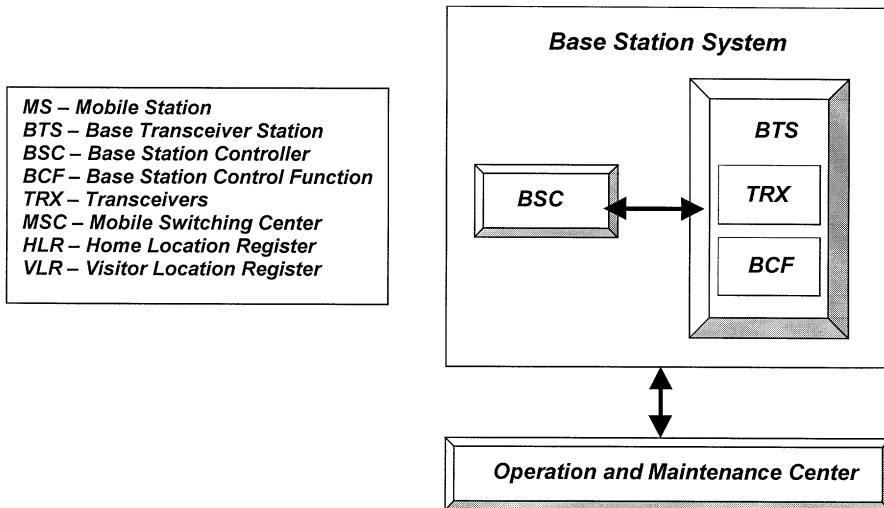 MS – Mobile Station
BTS – Base Transceiver Station
BSC – Base Station Controller
BCF – Base Station Control Function
TRX – Transceivers
MSC – Mobile Switching Center
HLR – Home Location Register
VLR – Visitor Location Register
Base Station System
BTS
BSC
TRX
BCF
Operation and Maintenance Center